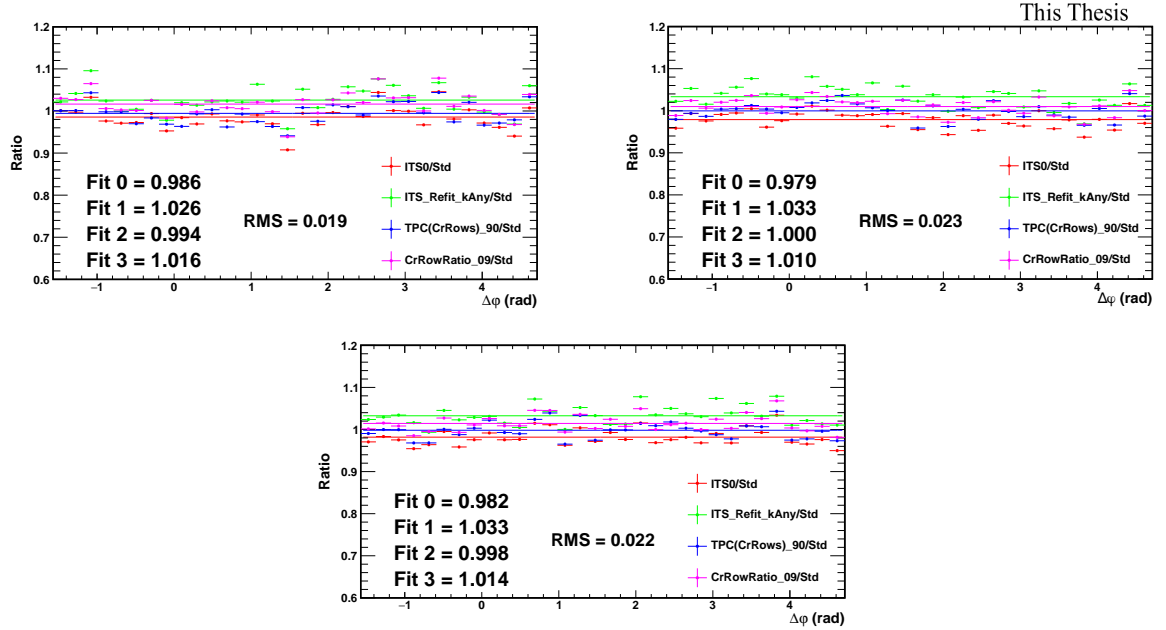 This Thesis
1.2
1.1
1
0.9
0.8
0.7
0.6
Ratio
Fit 0 = 0.986
Fit 1 = 1.026
Fit 2 = 0.994
Fit 3 = 1.016
RMS = 0.019
ITS0/Std
ITS_Refit_kAny/Std
TPC(CrRows)_90/Std
CrRowRatio_09/Std
−1 0 1 2 3 4
Δφ (rad)
1.2
1.1
1
0.9
0.8
0.7
0.6
Ratio
Fit 0 = 0.979
Fit 1 = 1.033
Fit 2 = 1.000
Fit 3 = 1.010
RMS = 0.023
ITS0/Std
ITS_Refit_kAny/Std
TPC(CrRows)_90/Std
CrRowRatio_09/Std
−1 0 1 2 3 4
Δφ (rad)
1.2
1.1
1
0.9
0.8
0.7
0.6
Ratio
Fit 0 = 0.982
Fit 1 = 1.033
Fit 2 = 0.998
Fit 3 = 1.014
RMS = 0.022
ITS0/Std
ITS_Refit_kAny/Std
TPC(CrRows)_90/Std
CrRowRatio_09/Std
−1 0 1 2 3 4
Δφ (rad)